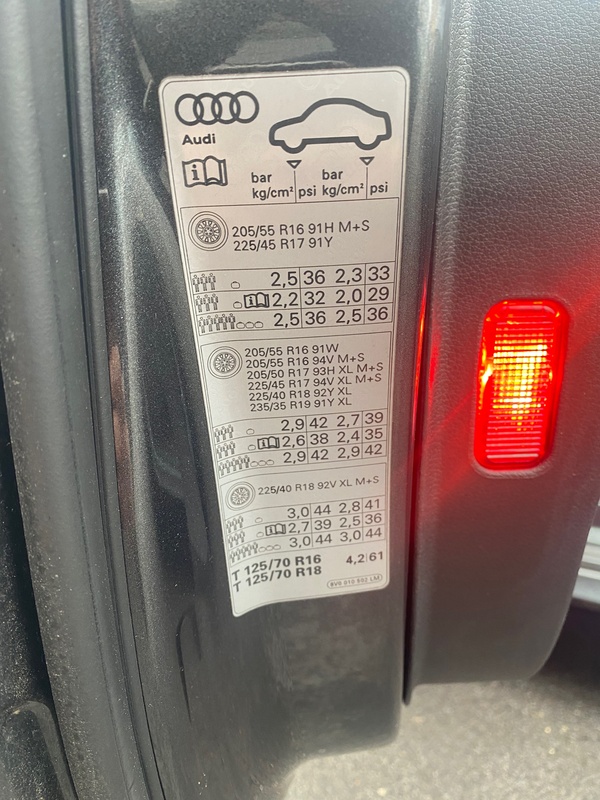 Audi
i
bar psi bar psi
kg/cm² kg/cm²
205/55 R16 91H M+S
225/45 R17 91Y
2,5 36 2,3 33
i 2,2 32 2,0 29
2,5 36 2,5 36
205/55 R16 91W
205/55 R16 94V M+S
205/50 R17 93H XL M+S
225/45 R17 94V XL M+S
225/40 R18 92Y XL
235/35 R19 91Y XL
2,9 42 2,7 39
i 2,6 38 2,4 35
2,9 42 2,9 42
225/40 R18 92V XL M+S
3,0 44 2,8 41
i 2,7 39 2,5 36
3,0 44 3,0 44
T 125/70 R16 4,2 61
T 125/70 R18
8V0 010 502 LM